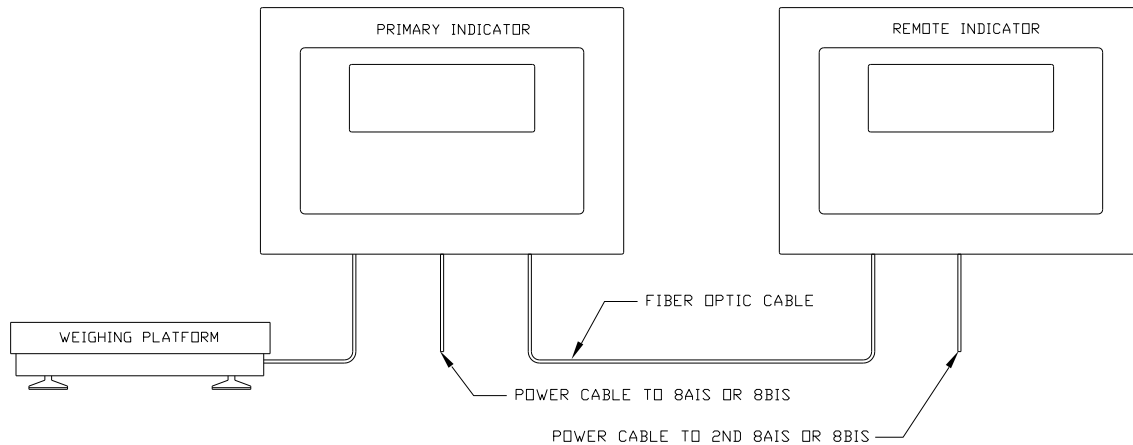 PRIMARY INDICATOR
REMOTE INDICATOR
FIBER OPTIC CABLE
WEIGHING PLATFORM
POWER CABLE TO 8AIS OR 8BIS
POWER CABLE TO 2ND 8AIS OR 8BIS